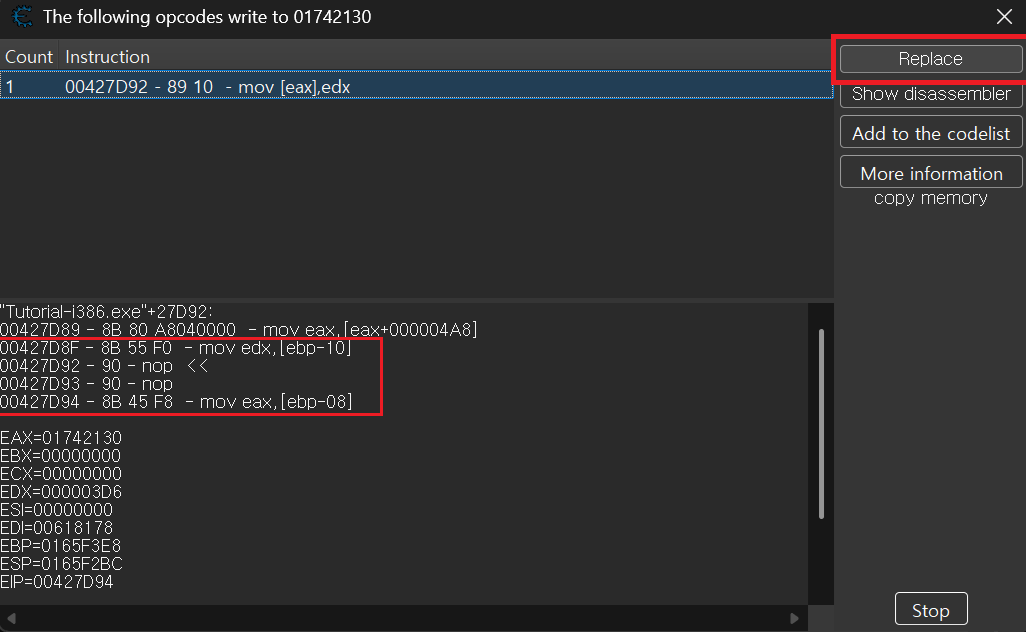 The following opcodes write to 01742130
Count Instruction
1 00427D92 - 89 10 - mov [eax],edx
Replace
Show disassembler
Add to the codelist
More information
copy memory
"Tutorial-i386.exe"+27D92:
00427D89 - 8B 80 A8040000 - mov eax,[eax+000004A8]
00427D8F - 8B 55 F0 - mov edx,[ebp-10]
00427D92 - 90 - nop <<
00427D93 - 90 - nop
00427D94 - 8B 45 F8 - mov eax,[ebp-08]
EAX=01742130
EBX=00000000
ECX=00000000
EDX=000003D6
ESI=00000000
EDI=00618178
EBP=0165F3E8
ESP=0165F2BC
EIP=00427D94
Stop